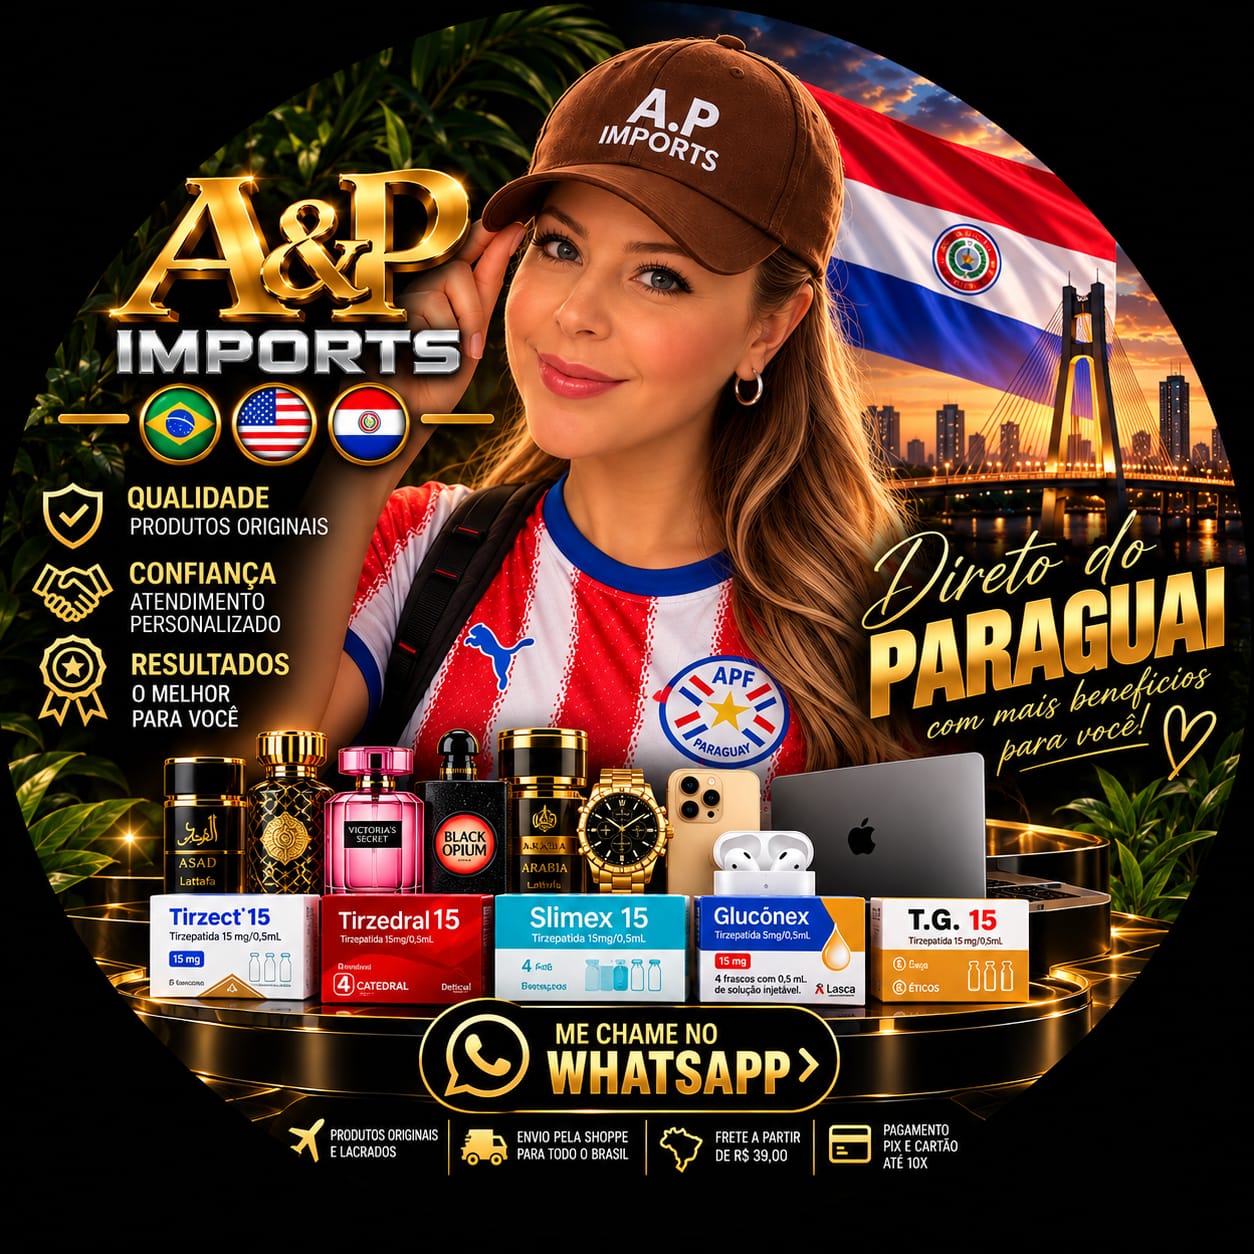 A.P
IMPORTS
A&P
IMPORTS
QUALIDADE
PRODUTOS ORIGINAIS
CONFIANÇA
ATENDIMENTO
PERSONALIZADO
RESULTADOS
O MELHOR
PARA VOCÊ
APF
PARAGUAY
Direto do
PARAGUAI
com mais benefícios
para você!
ASAD
Lattafa
VICTORIA'S
SECRET
BLACK
OPIUM
ARABIA
Tirzect 15
Tirzepatida 15 mg/0,5mL
15 mg
Tirzedral 15
Tirzepatida 15mg/0,5mL
4 CATEDRAL
Slimex 15
Tirzepatida 15mg/0,5mL
4
Glucónex
Tirzepatida 5mg/0,5mL
15 mg
4 frascos com 0,5 mL
de solução injetável.
Lasca
T.G. 15
Tirzepatida 15 mg/0,5mL
ÉTICOS
ME CHAME NO
WHATSAPP
PRODUTOS ORIGINAIS
E LACRADOS
ENVIO PELA SHOPPE
PARA TODO O BRASIL
FRETE A PARTIR
DE R$ 39,00
PAGAMENTO
PIX E CARTÃO
ATÉ 10X